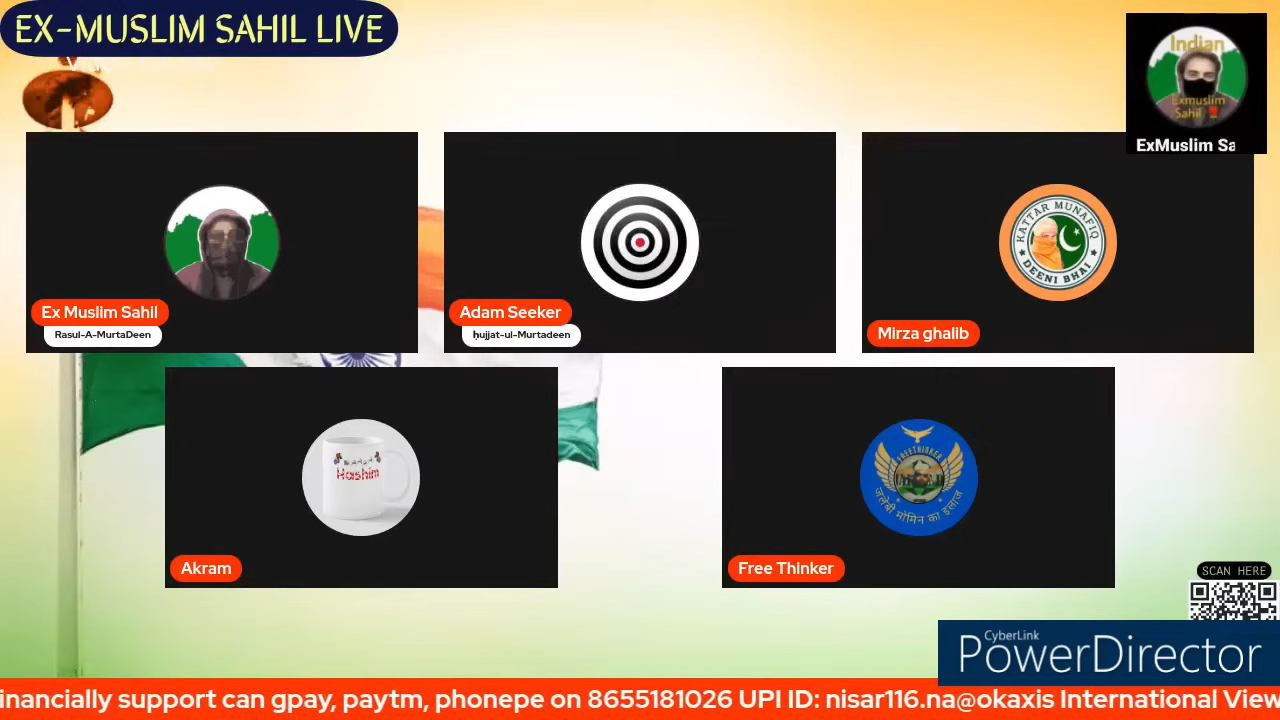 EX-MUSLIM SAHIL LIVE
Indian
Exmuslim
Sahil
ExMuslim Sa
Ex Muslim Sahil
Rasul-A-MurtaDeen
Adam Seeker
ḥujjat-ul-Murtadeen
KATTAR MUNAFIQ
DEENI BHAI
Mirza ghalib
Hashim
Akram
FREETHINKER
जलेबी मोमिन का इलाज
Free Thinker
SCAN HERE
CyberLink
PowerDirector
inancially support can gpay, paytm, phonepe on 8655181026 UPI ID: nisar116.na@okaxis International View